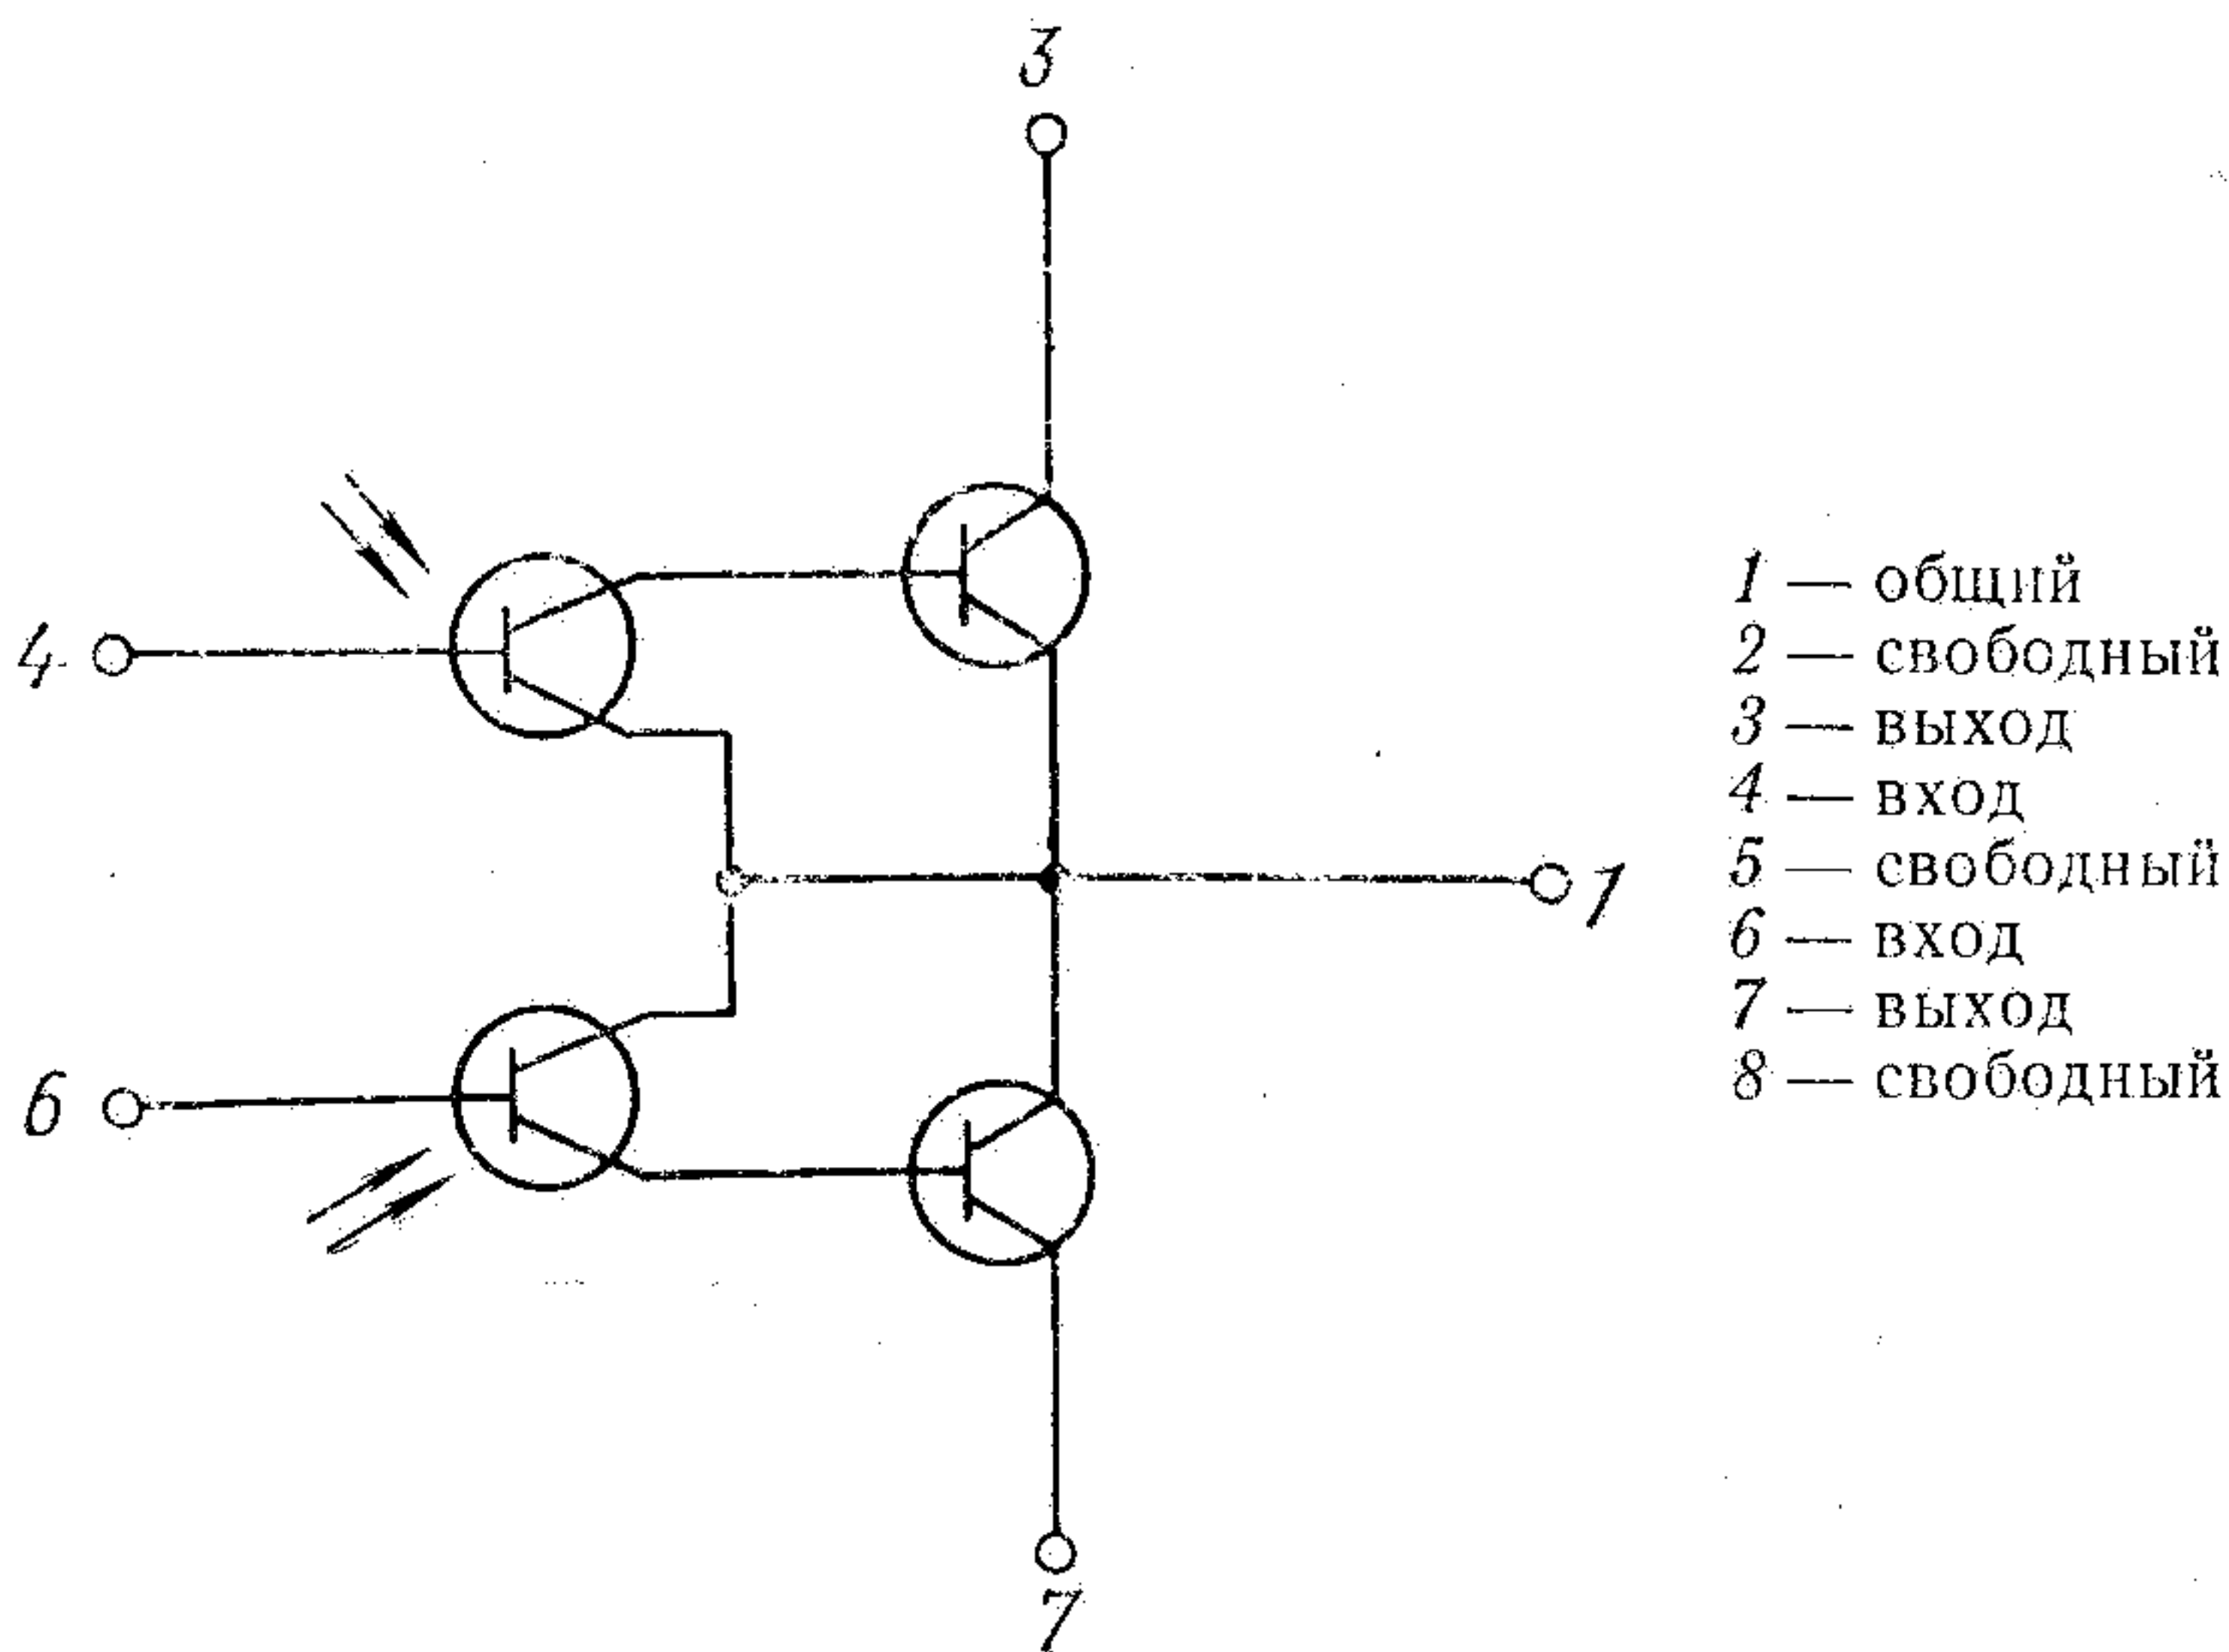 3
4
6
1
7
1 — общий
2 — свободный
3 — выход
4 — вход
5 — свободный
6 — вход
7 — выход
8 — свободный